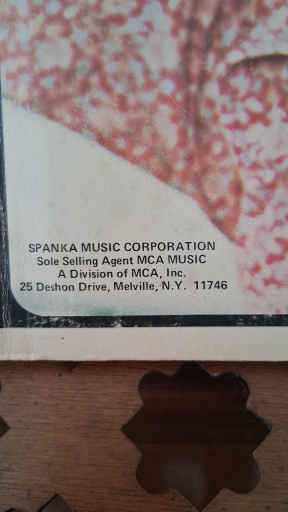 SPANKA MUSIC CORPORATION
Sole Selling Agent MCA MUSIC
A Division of MCA, Inc.
25 Deshon Drive, Melville, N.Y. 11746